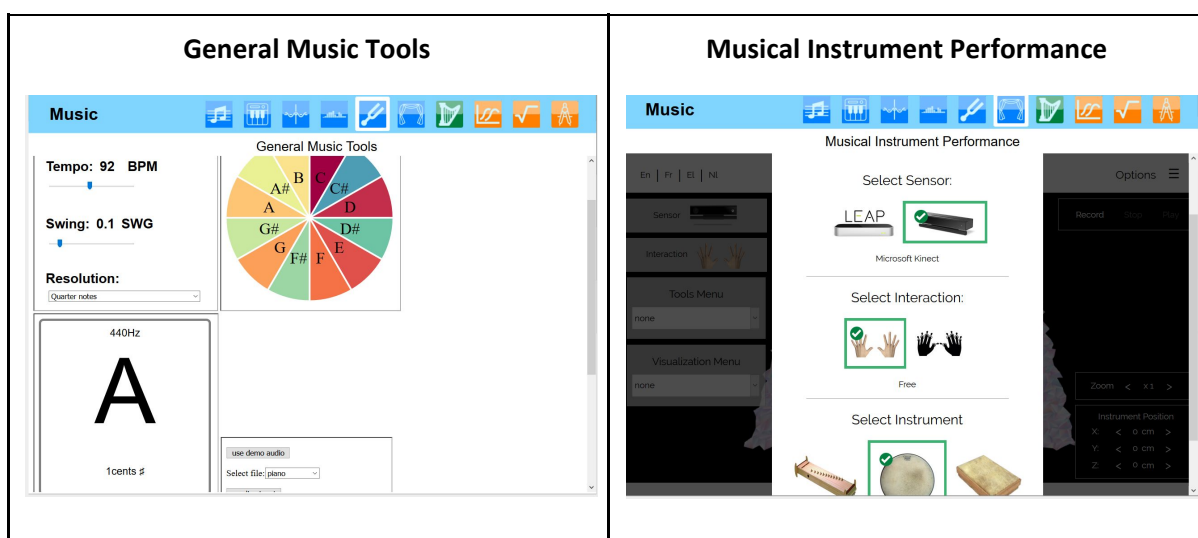 General Music Tools
Music
General Music Tools
Tempo: 92 BPM
Swing: 0.1 SWG
Resolution:
Quarter notes
B
C
A#
C#
A
D
G#
D#
G
E
F#
F
440Hz
A
1cents ♯
use demo audio
Select file: piano
Musical Instrument Performance
Music
Musical Instrument Performance
En | Fr | El | Nl
Sensor
Interaction
Tools Menu
none
Visualization Menu
none
Select Sensor:
LEAP
Microsoft Kinect
Select Interaction:
Free
Select Instrument
Options
Record Stop Play
Zoom < x 1 >
Instrument Position
X: < 0 cm >
Y: < 0 cm >
Z: < 0 cm >